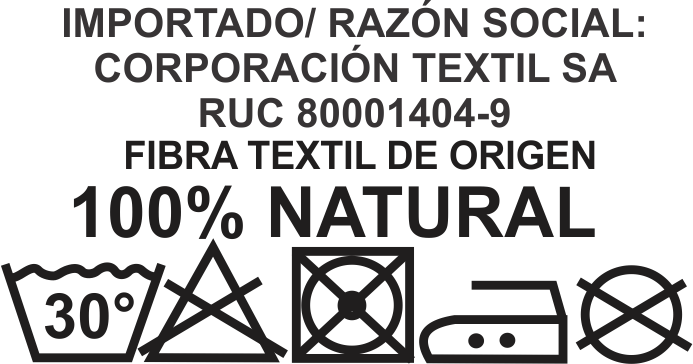 IMPORTADO/ RAZÓN SOCIAL:
CORPORACIÓN TEXTIL SA
RUC 80001404-9
FIBRA TEXTIL DE ORIGEN
100% NATURAL
30°